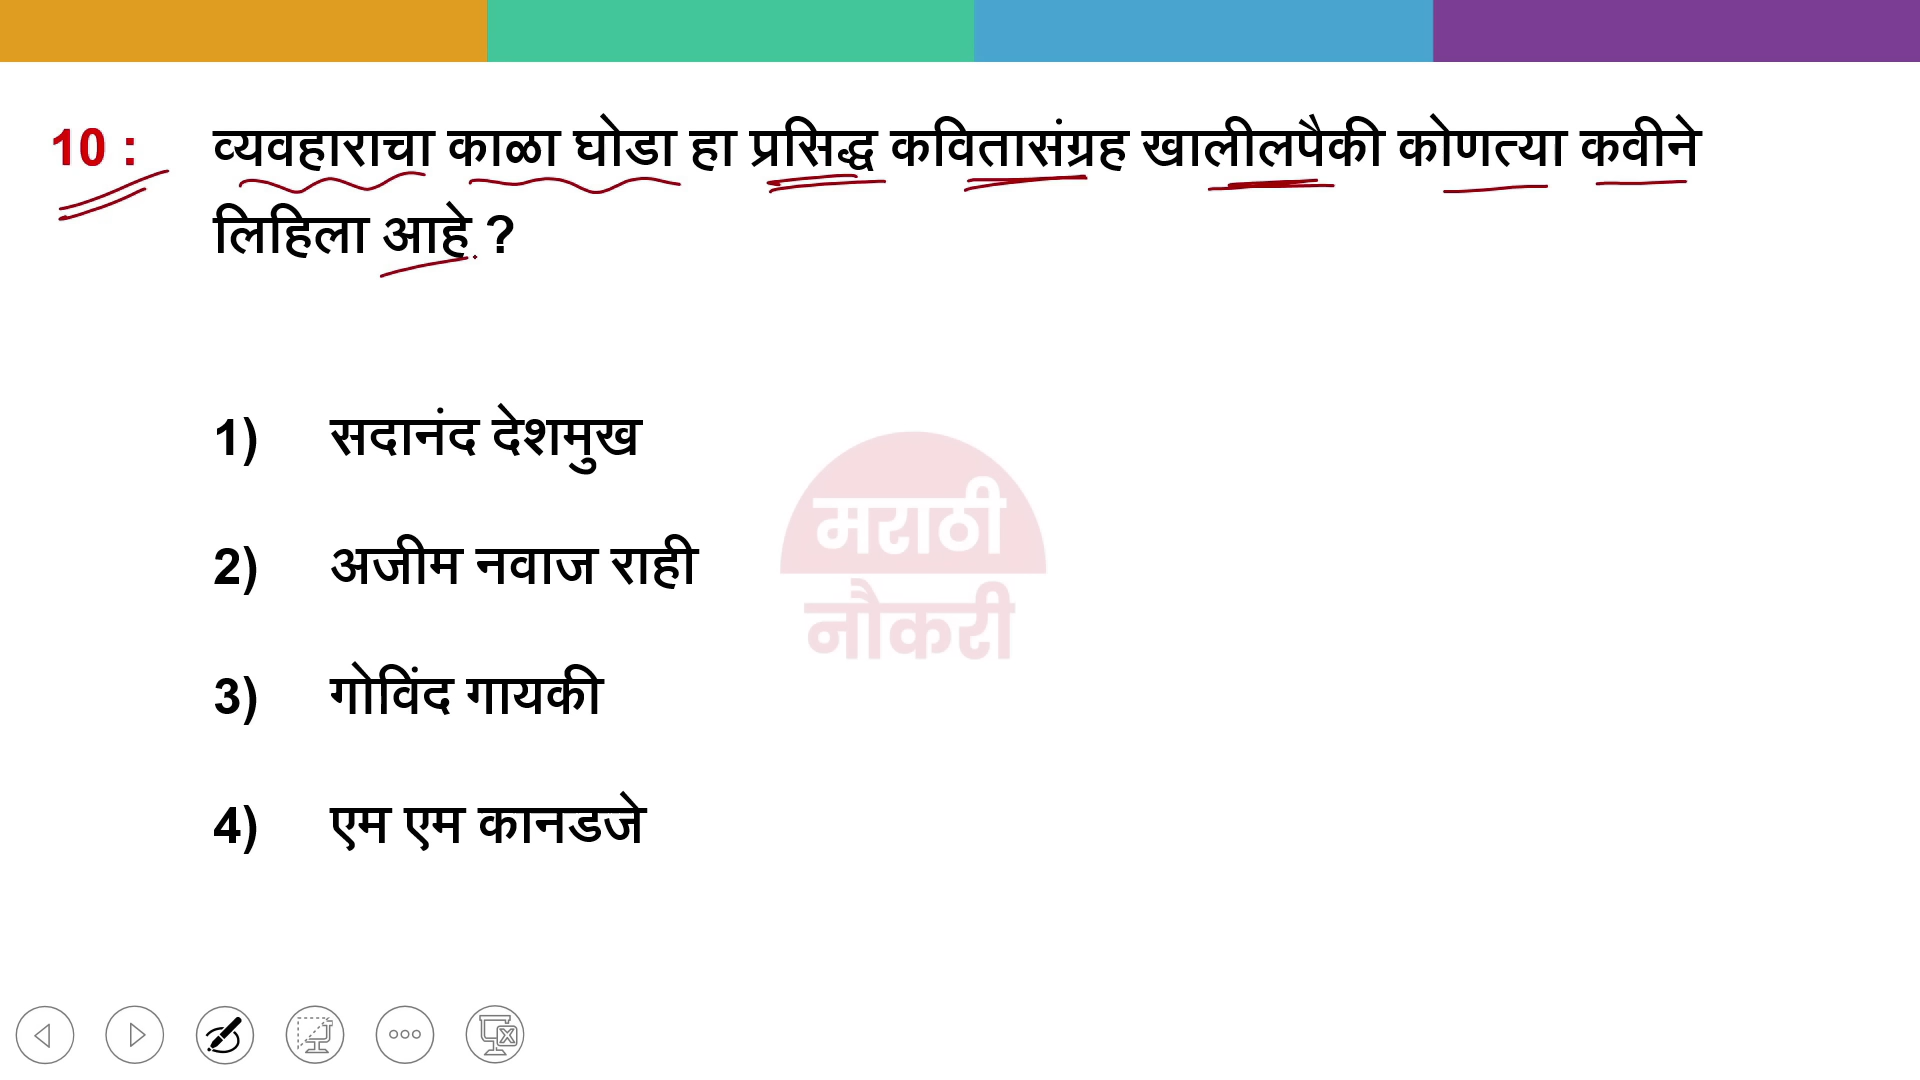 10 : व्यवहाराचा काळा घोडा हा प्रसिद्ध कवितासंग्रह खालीलपैकी कोणत्या कवीने
लिहिला आहे ?
1) सदानंद देशमुख
2) अजीम नवाज राही
3) गोविंद गायकी
4) एम एम कानडजे
मराठी
नौकरी